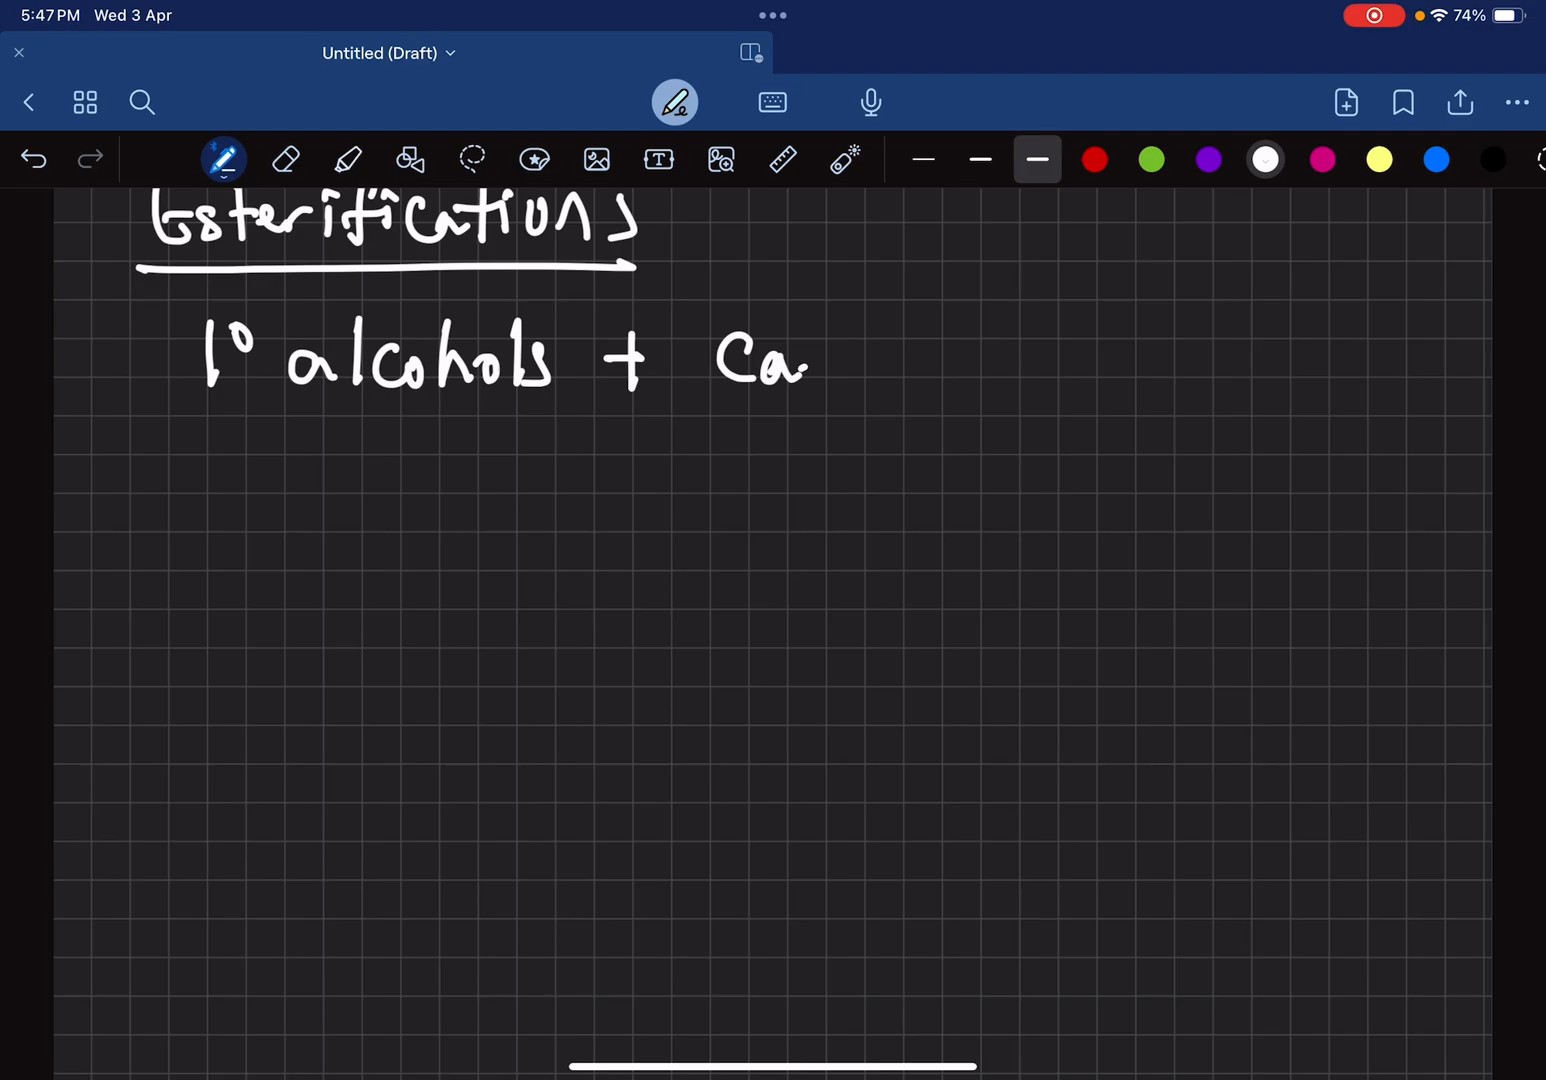 5:47 PM Wed 3 Apr
74%
Untitled (Draft)
Esterifications
1° alcohols + Ca